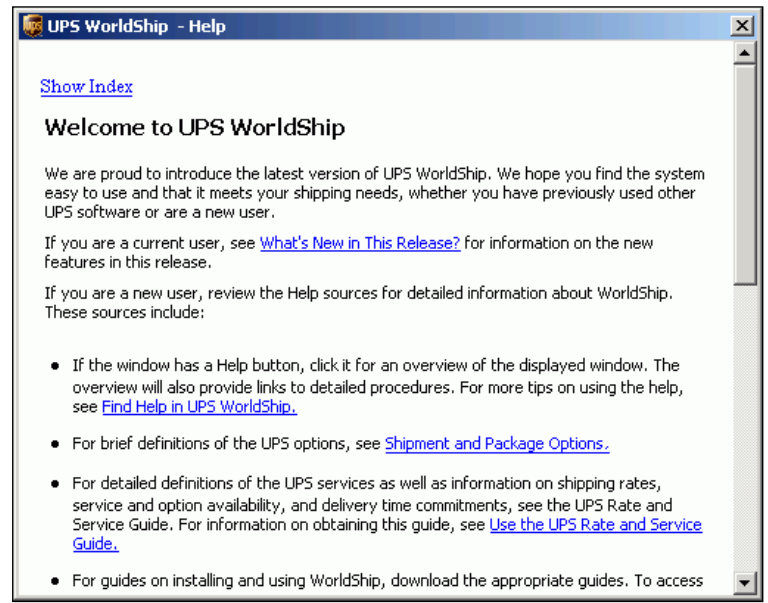 UPS WorldShip - Help
Show Index
Welcome to UPS WorldShip
We are proud to introduce the latest version of UPS WorldShip. We hope you find the system
easy to use and that it meets your shipping needs, whether you have previously used other
UPS software or are a new user.
If you are a current user, see What's New in This Release? for information on the new
features in this release.
If you are a new user, review the Help sources for detailed information about WorldShip.
These sources include:
• If the window has a Help button, click it for an overview of the displayed window. The
overview will also provide links to detailed procedures. For more tips on using the help,
see Find Help in UPS WorldShip.
• For brief definitions of the UPS options, see Shipment and Package Options.
• For detailed definitions of the UPS services as well as information on shipping rates,
service and option availability, and delivery time commitments, see the UPS Rate and
Service Guide. For information on obtaining this guide, see Use the UPS Rate and Service
Guide.
• For guides on installing and using WorldShip, download the appropriate guides. To access